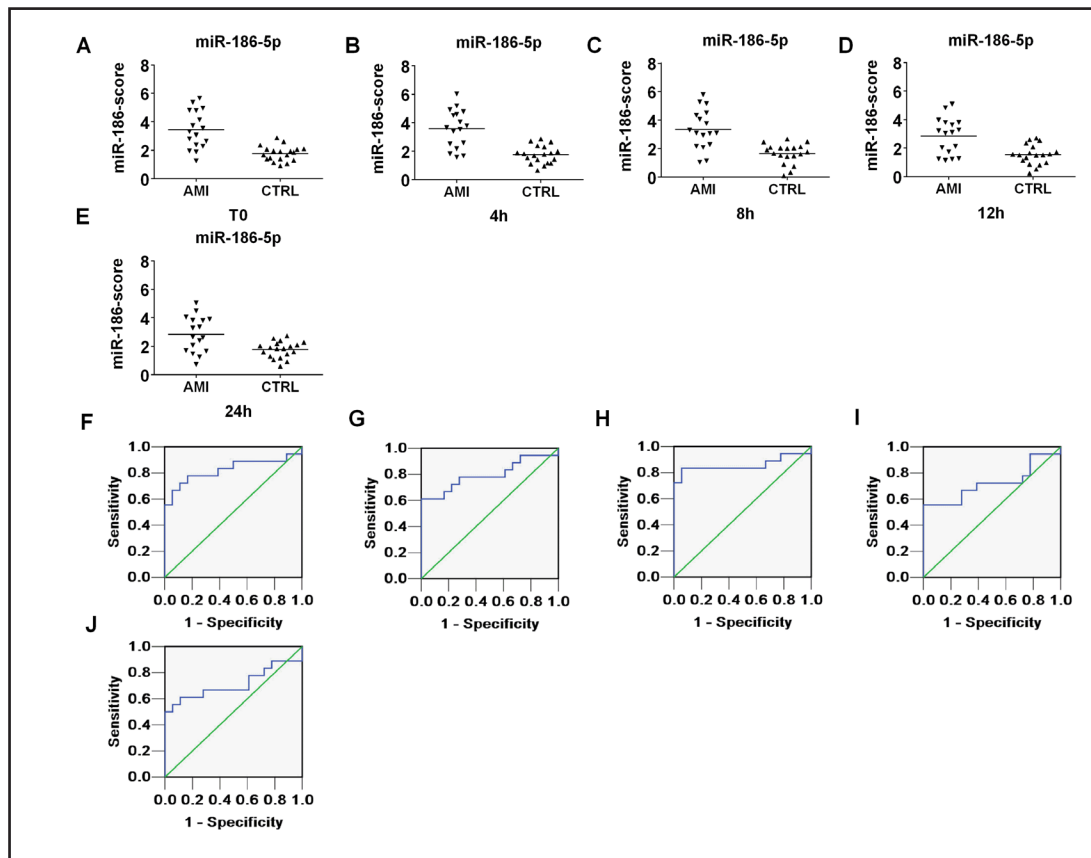 A
miR-186-5p
miR-186-score
8
6
4
2
0
AMI CTRL
T0
B
miR-186-5p
miR-186-score
8
6
4
2
0
AMI CTRL
4h
C
miR-186-5p
miR-186-score
8
6
4
2
0
AMI CTRL
8h
D
miR-186-5p
miR-186-score
8
6
4
2
0
AMI CTRL
12h
E
miR-186-5p
miR-186-score
8
6
4
2
0
AMI CTRL
24h
F
Sensitivity
1.0
0.8
0.6
0.4
0.2
0.0
0.0 0.2 0.4 0.6 0.8 1.0
1 - Specificity
G
Sensitivity
1.0
0.8
0.6
0.4
0.2
0.0
0.0 0.2 0.4 0.6 0.8 1.0
1 - Specificity
H
Sensitivity
1.0
0.8
0.6
0.4
0.2
0.0
0.0 0.2 0.4 0.6 0.8 1.0
1 - Specificity
I
Sensitivity
1.0
0.8
0.6
0.4
0.2
0.0
0.0 0.2 0.4 0.6 0.8 1.0
1 - Specificity
J
Sensitivity
1.0
0.8
0.6
0.4
0.2
0.0
0.0 0.2 0.4 0.6 0.8 1.0
1 - Specificity